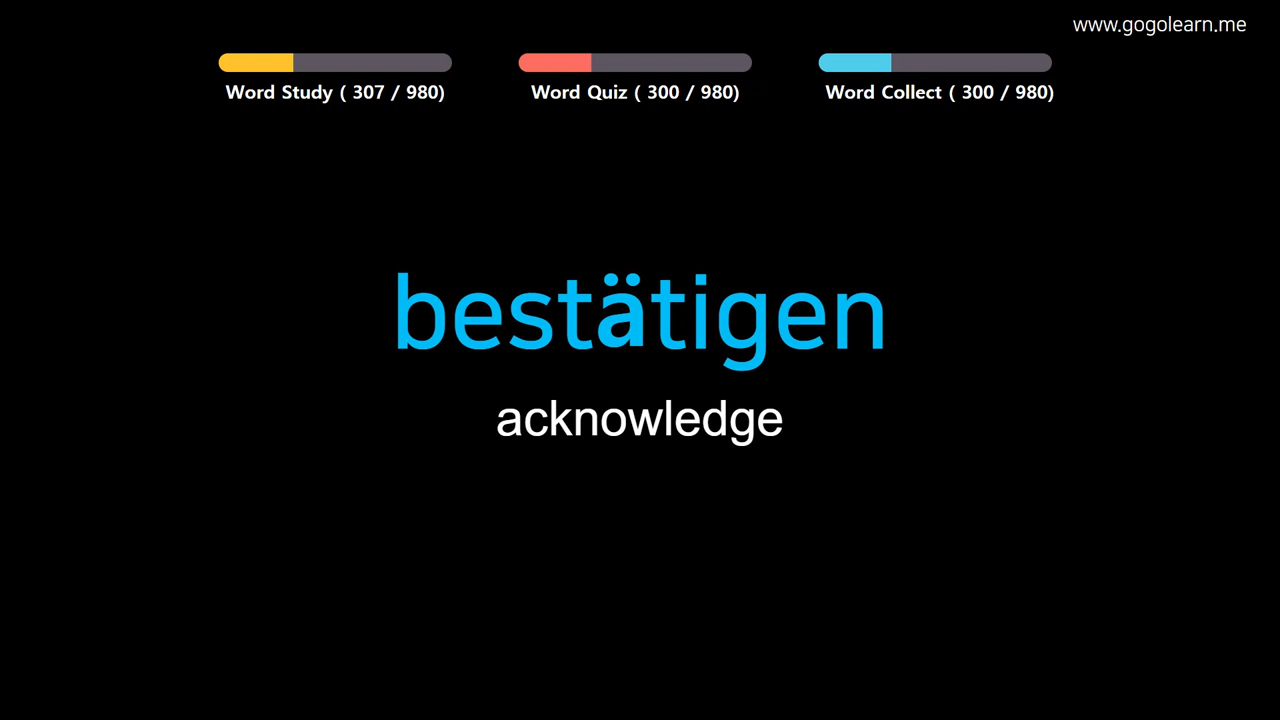 www.gogolearn.me
Word Study ( 307 / 980)
Word Quiz ( 300 / 980)
Word Collect ( 300 / 980)
bestätigen
acknowledge